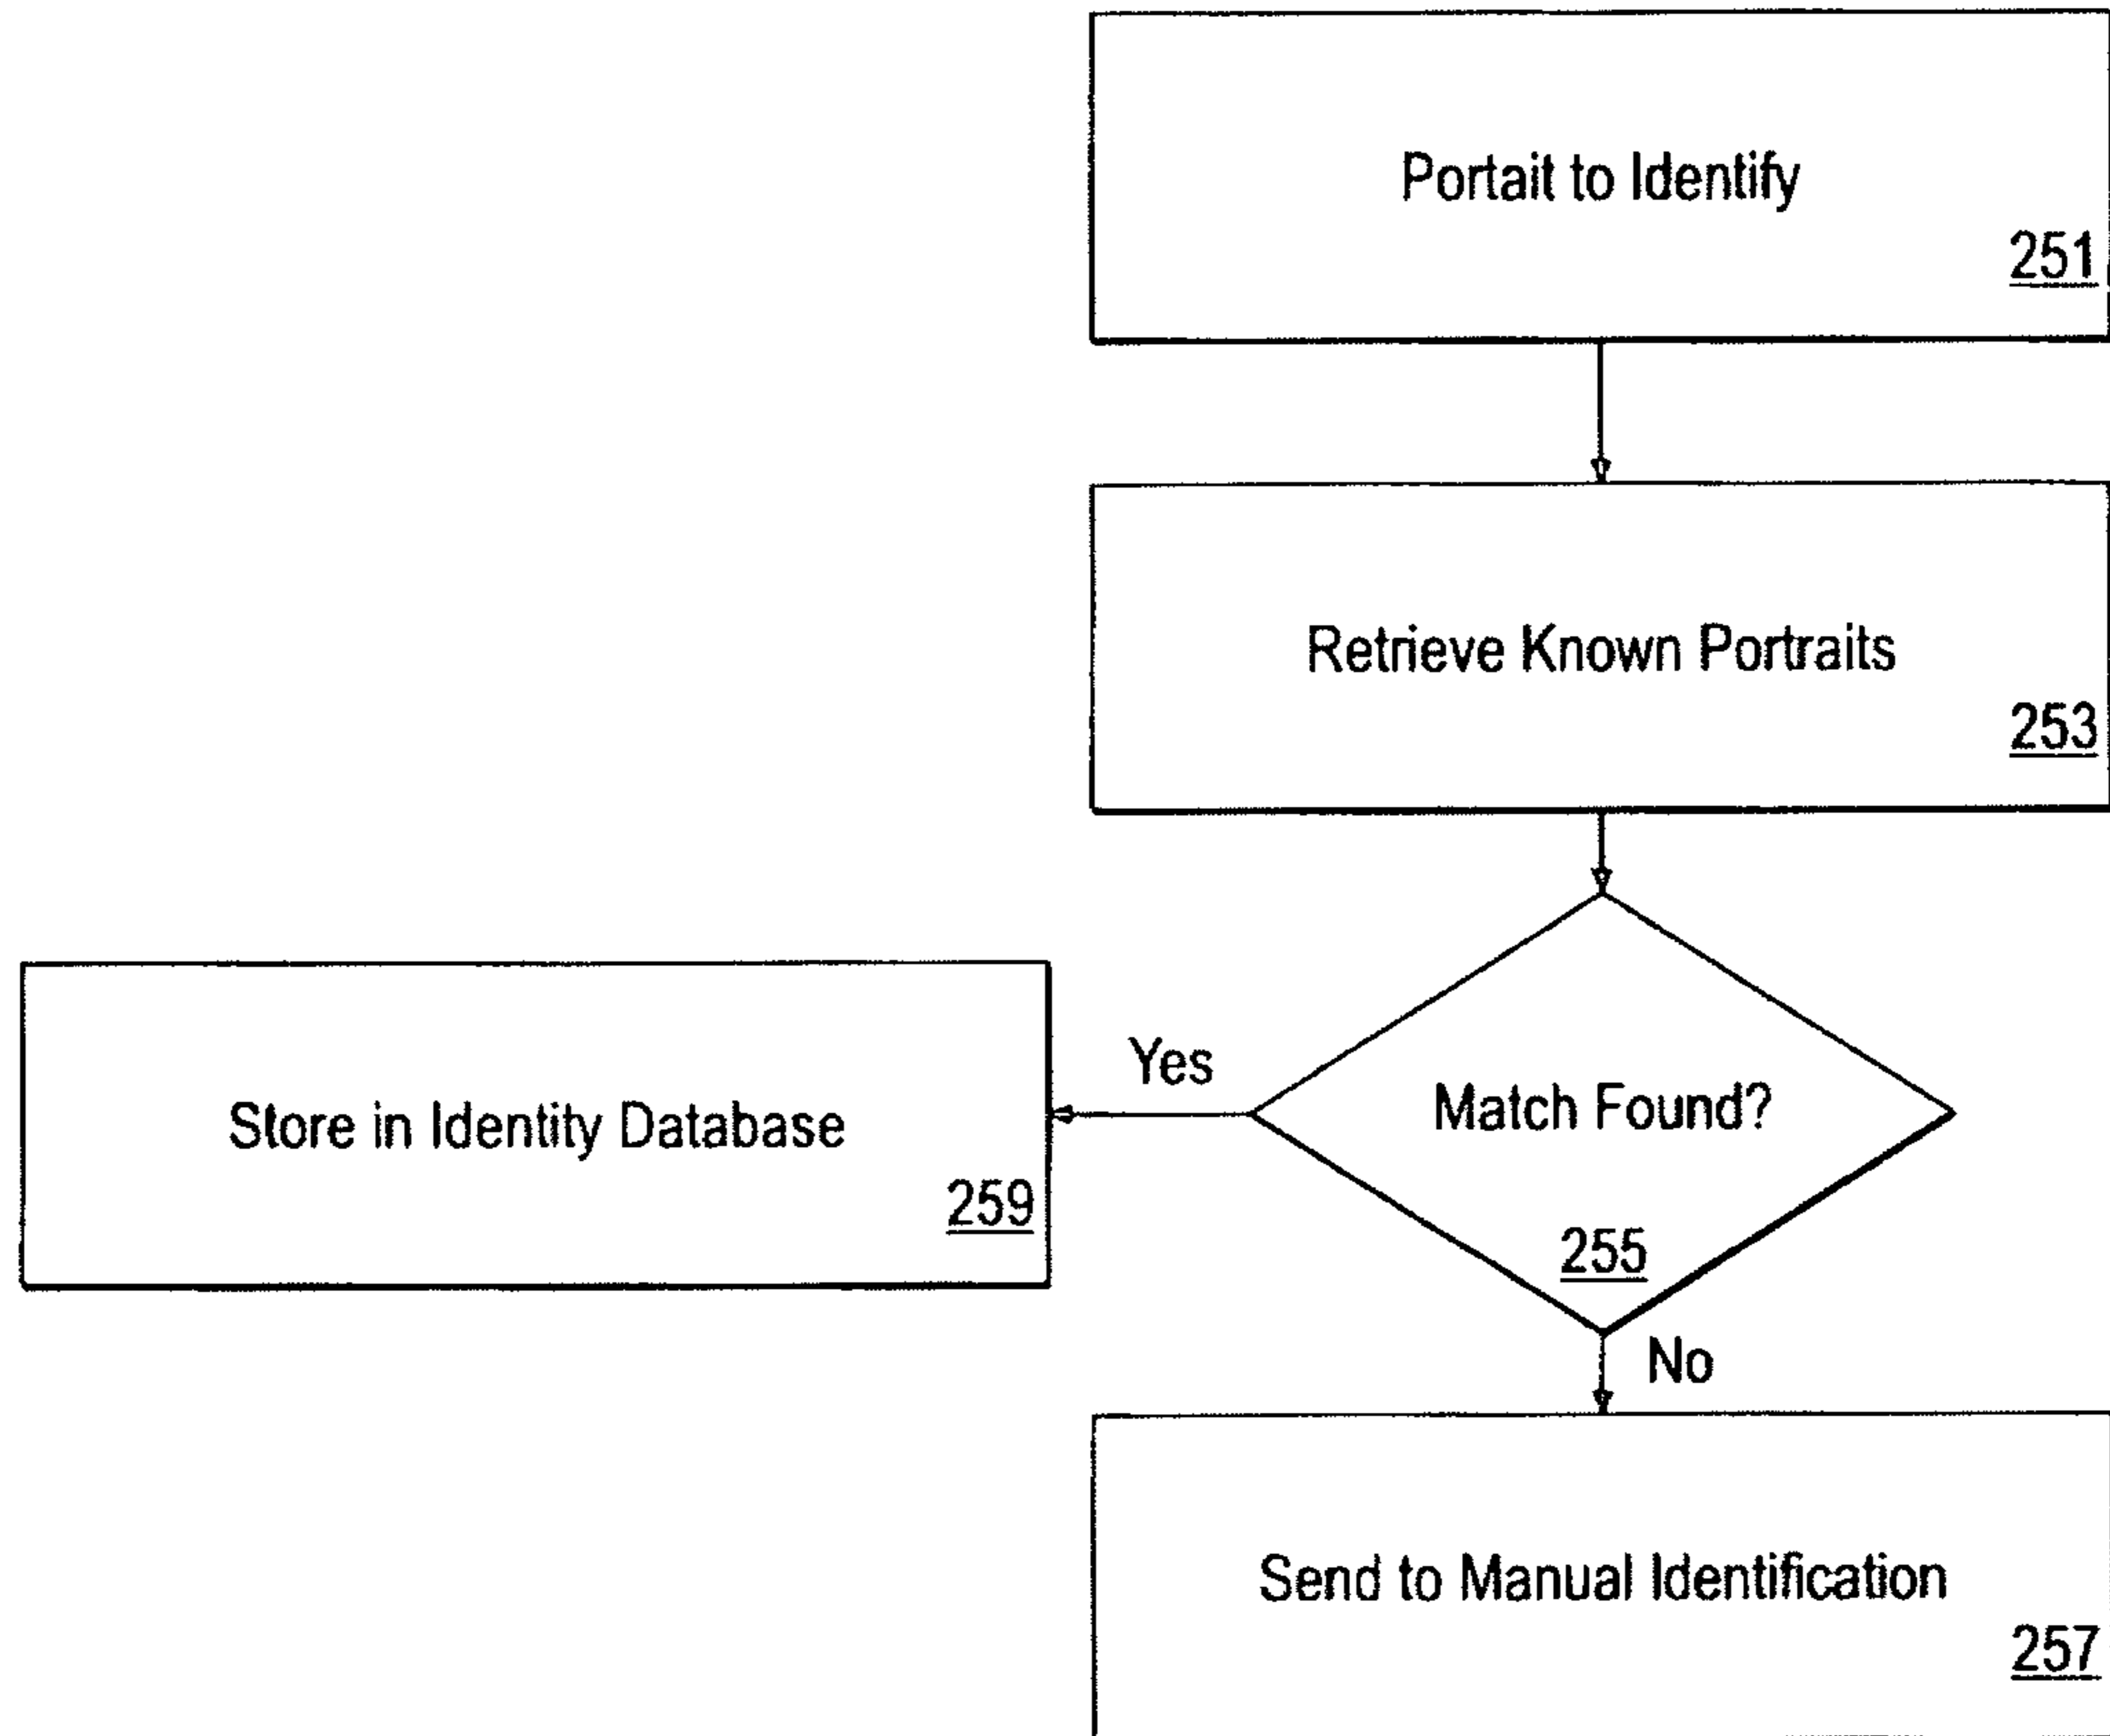 Portait to Identify
251
Retrieve Known Portraits
253
Match Found?
255
Yes
Store in Identity Database
259
No
Send to Manual Identification
257